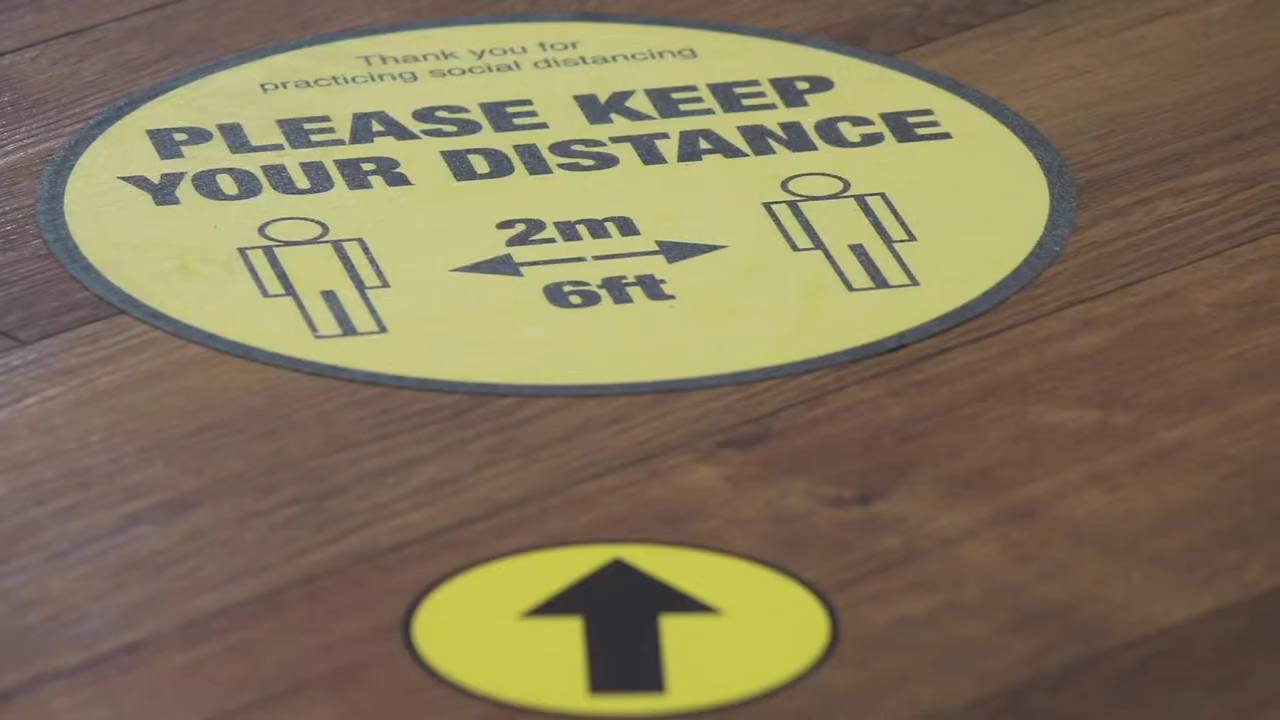 Thank you for
practicing social distancing
PLEASE KEEP
YOUR DISTANCE
2m
6ft